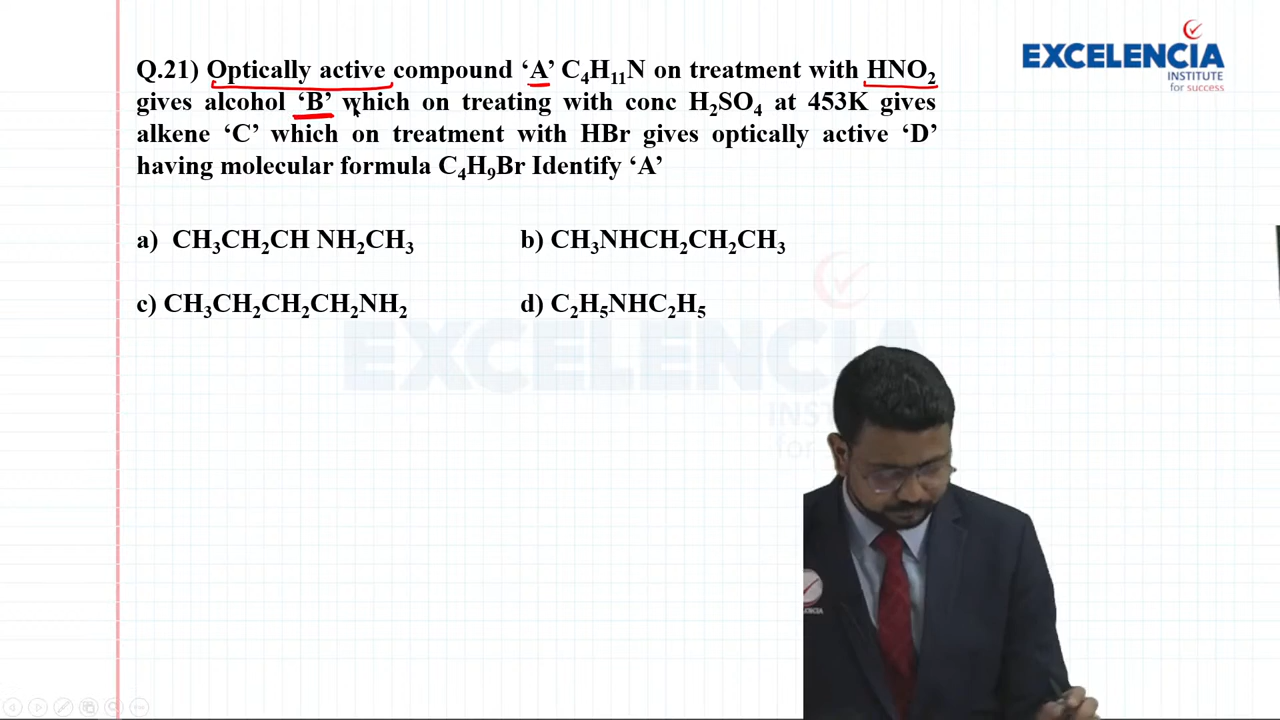 EXCELENCIA
INSTITUTE
for success
Q.21) Optically active compound ‘A’ C₄H₁₁N on treatment with HNO₂
gives alcohol ‘B’ which on treating with conc H₂SO₄ at 453K gives
alkene ‘C’ which on treatment with HBr gives optically active ‘D’
having molecular formula C₄H₉Br Identify ‘A’
a) CH₃CH₂CH NH₂CH₃ b) CH₃NHCH₂CH₂CH₃
c) CH₃CH₂CH₂CH₂NH₂ d) C₂H₅NHC₂H₅
EXCELENCIA